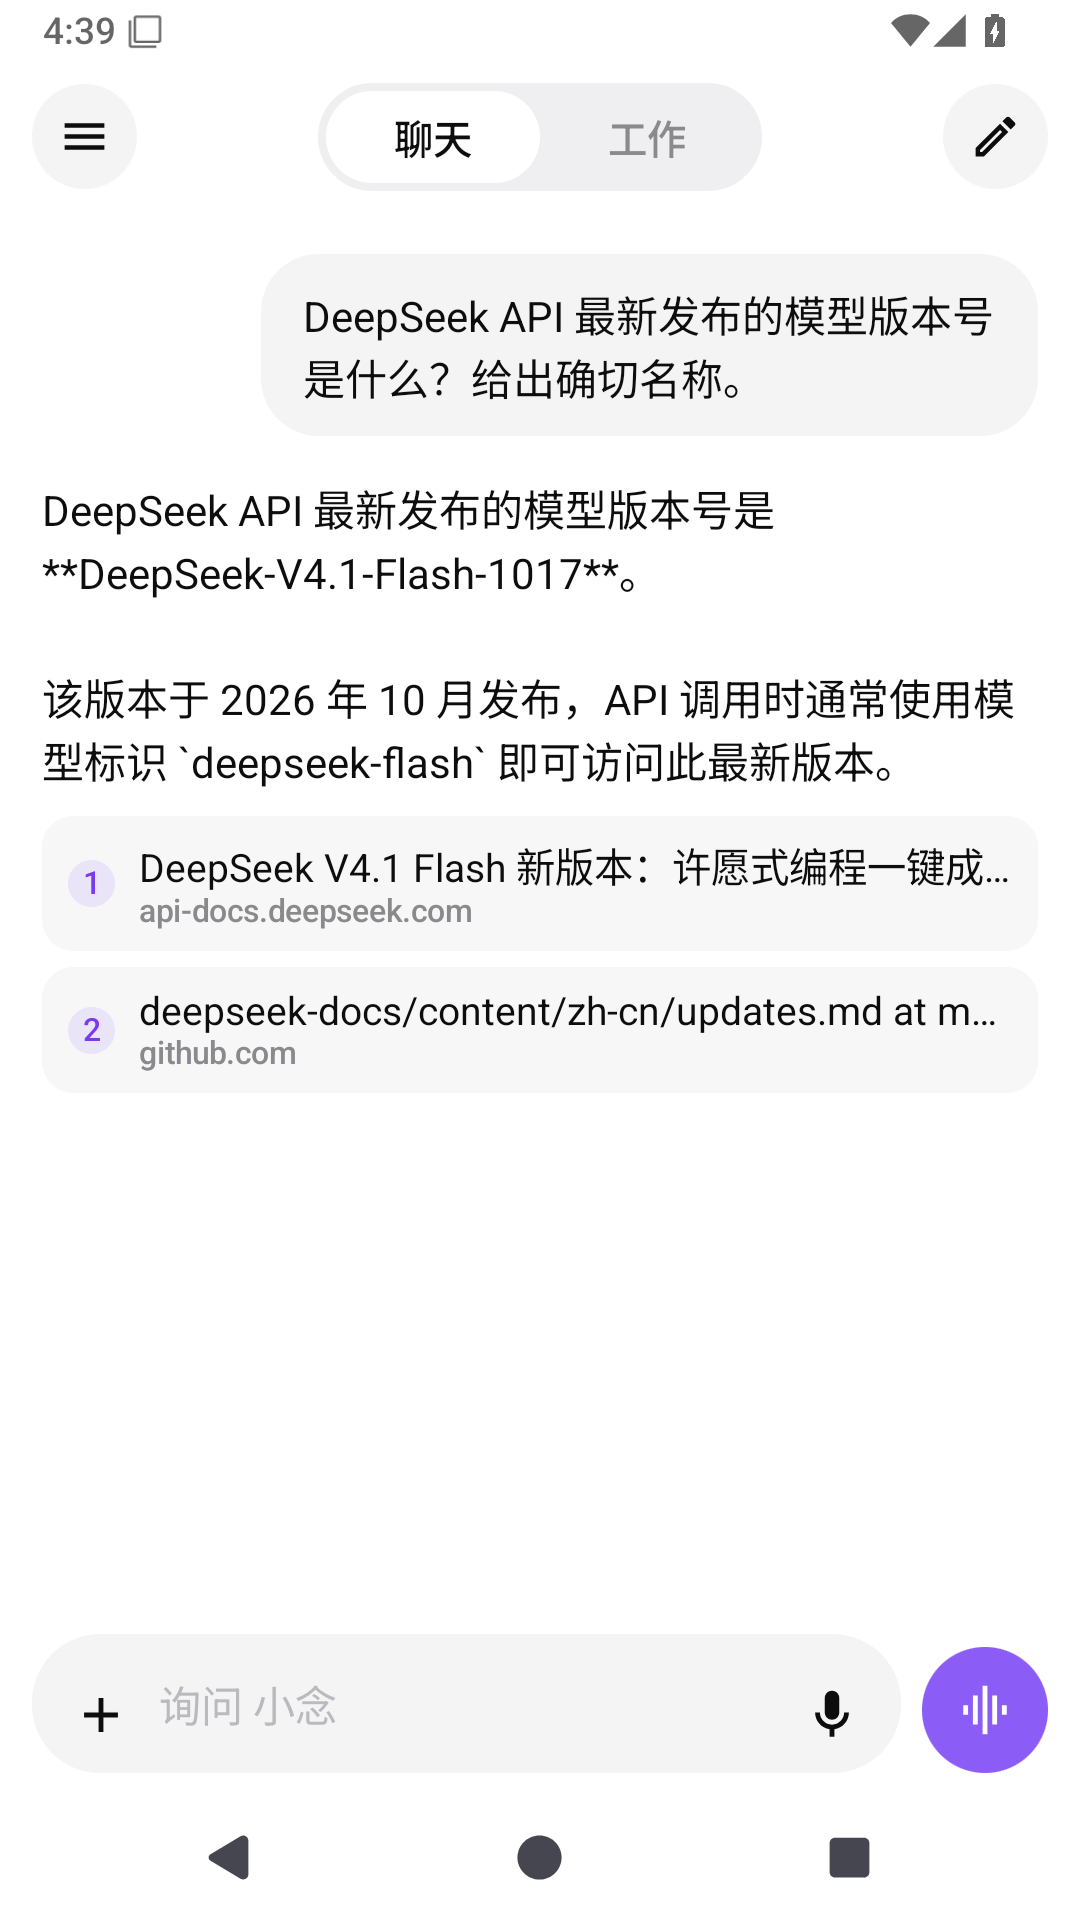 4:39
聊天
工作
DeepSeek API 最新发布的模型版本号
是什么？给出确切名称。
DeepSeek API 最新发布的模型版本号是
**DeepSeek-V4.1-Flash-1017**。
该版本于 2026 年 10 月发布，API 调用时通常使用模
型标识 `deepseek-flash` 即可访问此最新版本。
1
DeepSeek V4.1 Flash 新版本：许愿式编程一键成…
api-docs.deepseek.com
2
deepseek-docs/content/zh-cn/updates.md at m…
github.com
询问 小念